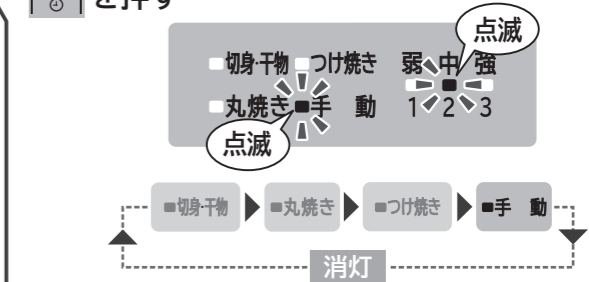 を押す
点滅
切身・干物 つけ焼き 弱 中 強
丸焼き 手 動 1 2 3
点滅
切身・干物 丸焼き つけ焼き 手 動
消灯